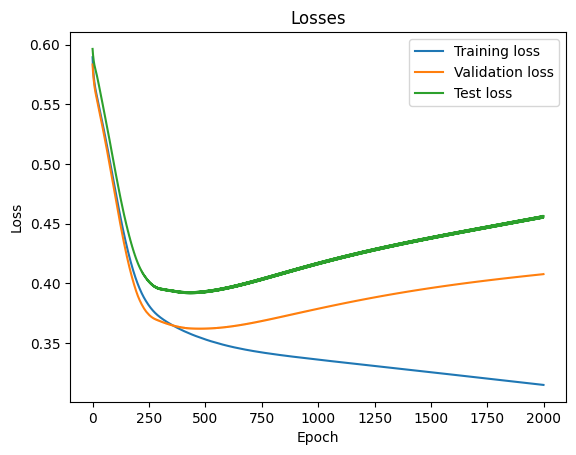 Losses
Training loss
Validation loss
Test loss
Loss
0.60
0.55
0.50
0.45
0.40
0.35
0
250
500
750
1000
1250
1500
1750
2000
Epoch